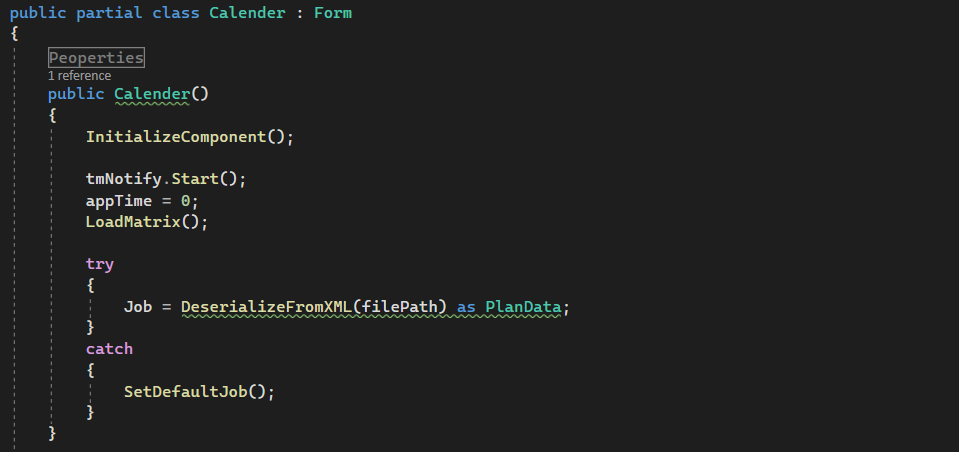 public partial class Calender : Form
{
Peoperties
1 reference
public Calender()
{
InitializeComponent();
tmNotify.Start();
appTime = 0;
LoadMatrix();
try
{
Job = DeserializeFromXML(filePath) as PlanData;
}
catch
{
SetDefaultJob();
}
}